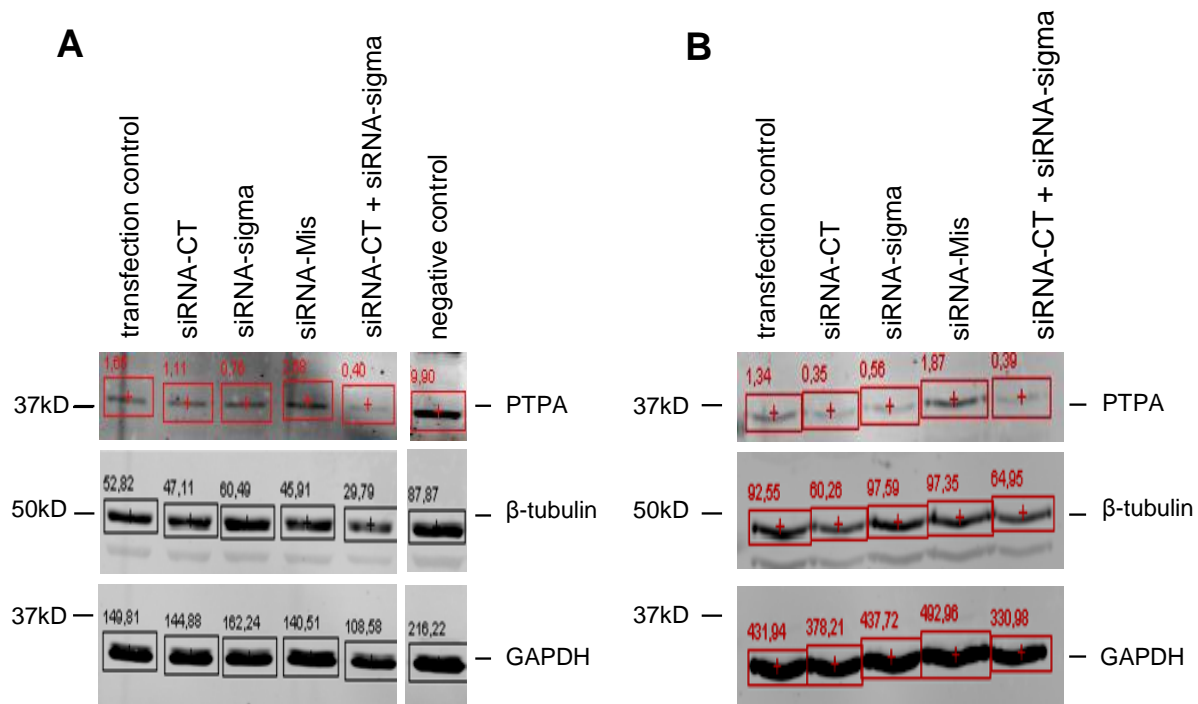 A
transfection control
siRNA-CT
siRNA-sigma
siRNA-Mis
siRNA-CT + siRNA-sigma
negative control
1,11
0,40
9,90
37kD
PTPA
52,82
47,11
60,49
45,91
29,79
87,87
50kD
β-tubulin
37kD
149,81
144,88
162,24
140,51
108,58
216,22
GAPDH
B
transfection control
siRNA-CT
siRNA-sigma
siRNA-Mis
siRNA-CT + siRNA-sigma
1,34
0,35
0,56
1,87
0,39
37kD
PTPA
92,55
60,26
97,59
97,35
64,95
50kD
β-tubulin
37kD
431,94
378,21
437,72
492,96
330,98
GAPDH